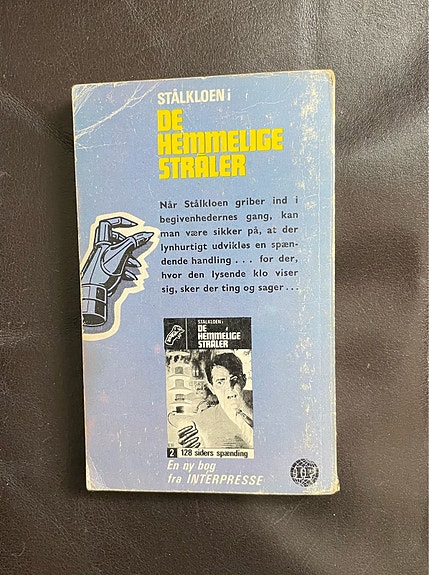 STÅLKLOEN i
DE
HEMMELIGE
STRÅLER
Når Stålkloen griber ind i
begivenhedernes gang, kan
man være sikker på, at der
lynhurtigt udvikles en spæn-
dende handling . . . for der,
hvor den lysende klo viser
sig, sker der ting og sager . . .
STÅLKLOEN i
DE
HEMMELIGE
STRÅLER
2 128 siders spænding
En ny bog
fra INTERPRESSE